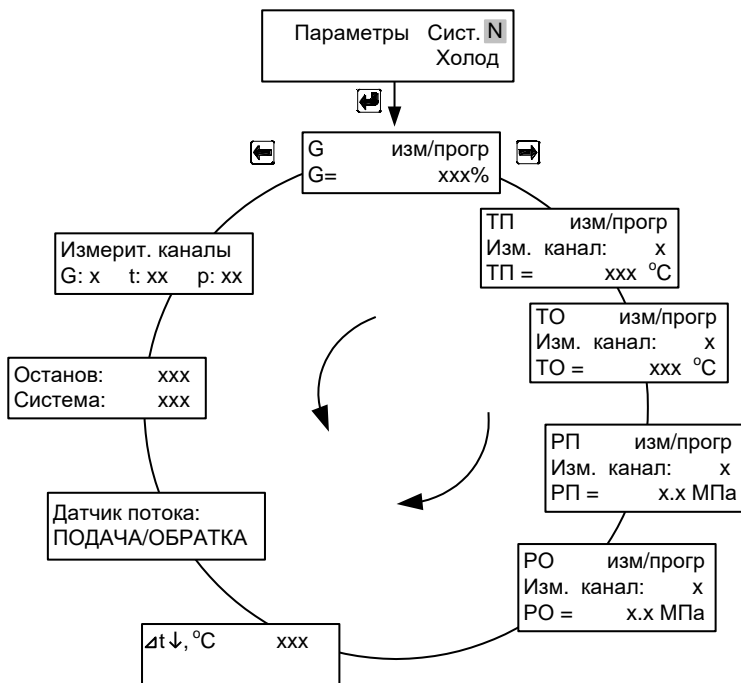 Параметры Сист. N
Холод
G изм/прогр
G= xxx%
ТП изм/прогр
Изм. канал: x
ТП = xxx °C
ТО изм/прогр
Изм. канал: x
ТО = xxx °C
РП изм/прогр
Изм. канал: x
РП = x.x МПа
РО изм/прогр
Изм. канал: x
РО = x.x МПа
⊿t↓, °C xxx
Датчик потока:
ПОДАЧА/ОБРАТКА
Останов: xxx
Система: xxx
Измерит. каналы
G: x t: xx p: xx